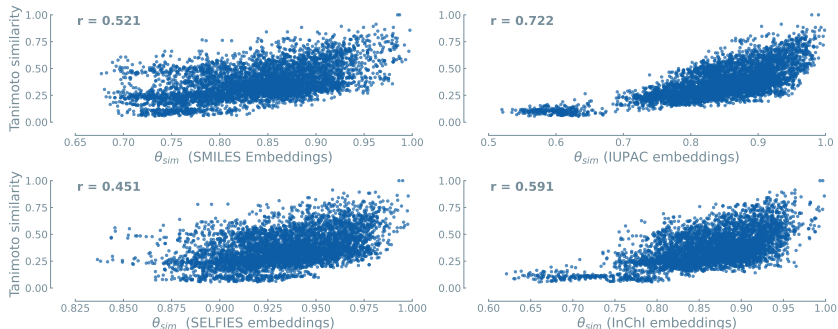 r = 0.521
Tanimoto similarity
1.00
0.75
0.50
0.25
0.00
0.65 0.70 0.75 0.80 0.85 0.90 0.95 1.00
θsim (SMILES Embeddings)
r = 0.722
1.00
0.75
0.50
0.25
0.00
0.5 0.6 0.7 0.8 0.9 1.0
θsim (IUPAC embeddings)
r = 0.451
Tanimoto similarity
1.00
0.75
0.50
0.25
0.00
0.825 0.850 0.875 0.900 0.925 0.950 0.975 1.000
θsim (SELFIES embeddings)
r = 0.591
1.00
0.75
0.50
0.25
0.00
0.60 0.65 0.70 0.75 0.80 0.85 0.90 0.95 1.00
θsim (InChI embeddings)